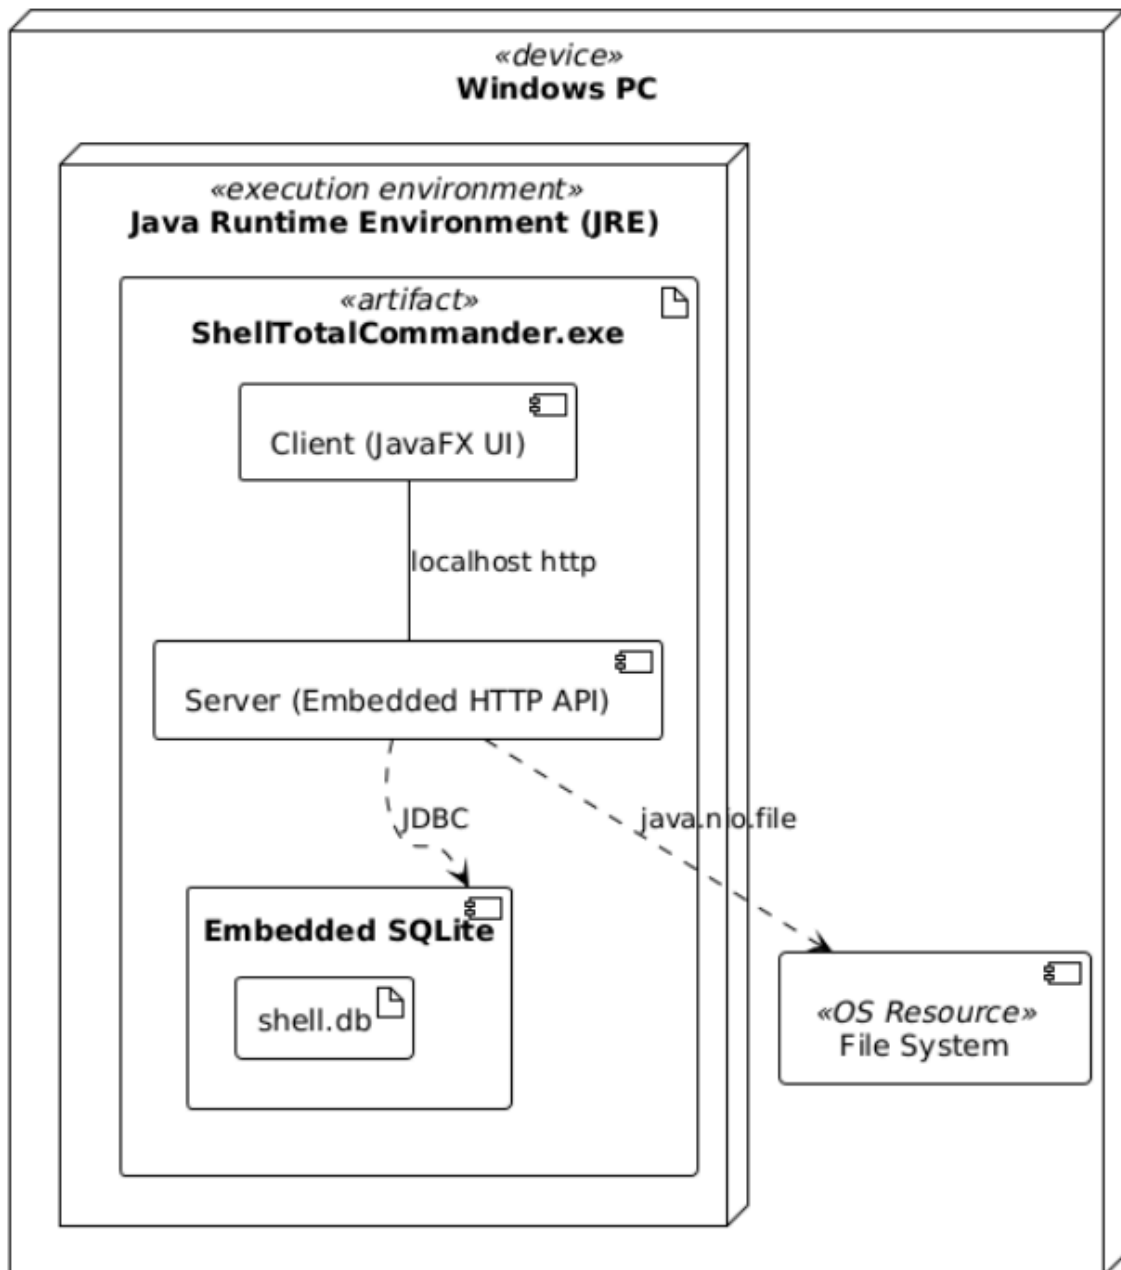 «device»
Windows PC
«execution environment»
Java Runtime Environment (JRE)
«artifact»
ShellTotalCommander.exe
Client (JavaFX UI)
localhost http
Server (Embedded HTTP API)
JDBC
java.nio.file
Embedded SQLite
shell.db
«OS Resource»
File System